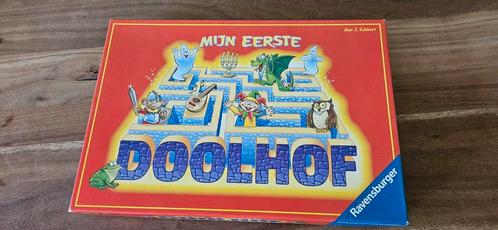 Max J. Kobbert
MIJN EERSTE
DOOLHOF
Ravensburger